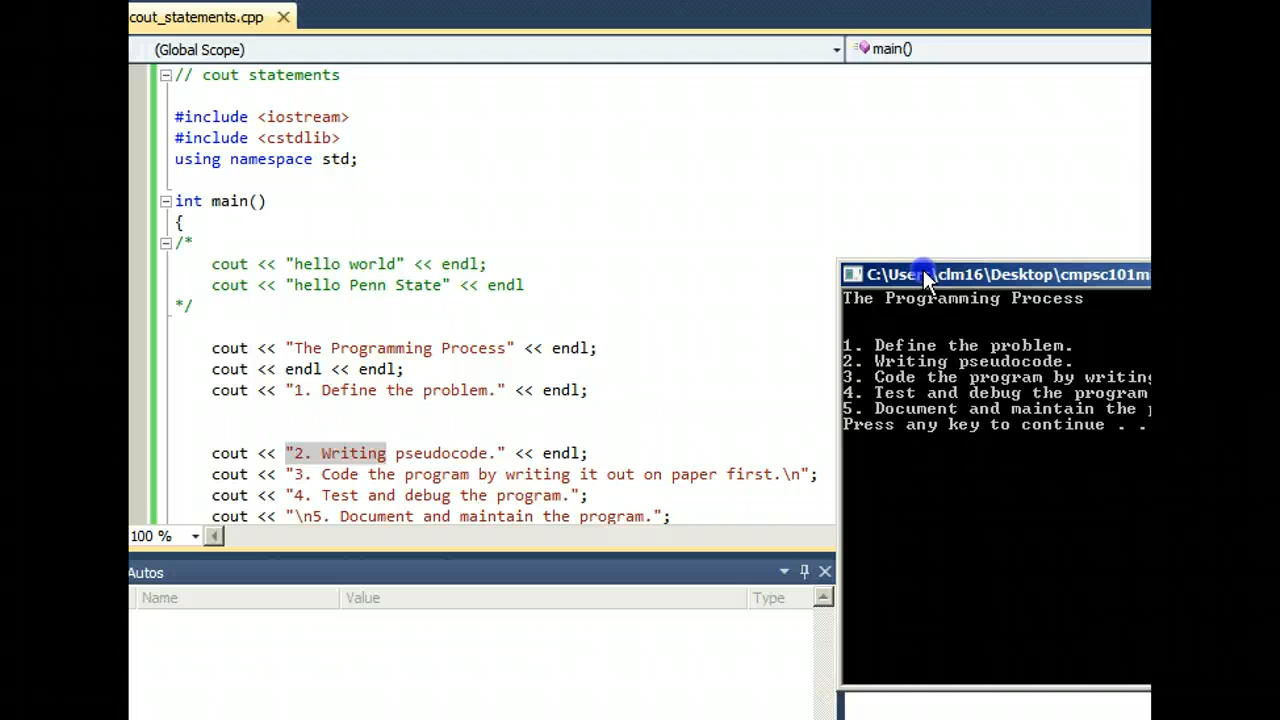 cout_statements.cpp
(Global Scope)
main()
// cout statements
#include <iostream>
#include <cstdlib>
using namespace std;
int main()
{
/*
cout << "hello world" << endl;
cout << "hello Penn State" << endl
*/
cout << "The Programming Process" << endl;
cout << endl << endl;
cout << "1. Define the problem." << endl;
cout << "2. Writing pseudocode." << endl;
cout << "3. Code the program by writing it out on paper first.\n";
cout << "4. Test and debug the program.";
cout << "\n5. Document and maintain the program.";
100 %
Autos
Name Value Type
C:\Users\clm16\Desktop\cmpsc101m
The Programming Process
1. Define the problem.
2. Writing pseudocode.
3. Code the program by writing
4. Test and debug the program
5. Document and maintain the
Press any key to continue . .